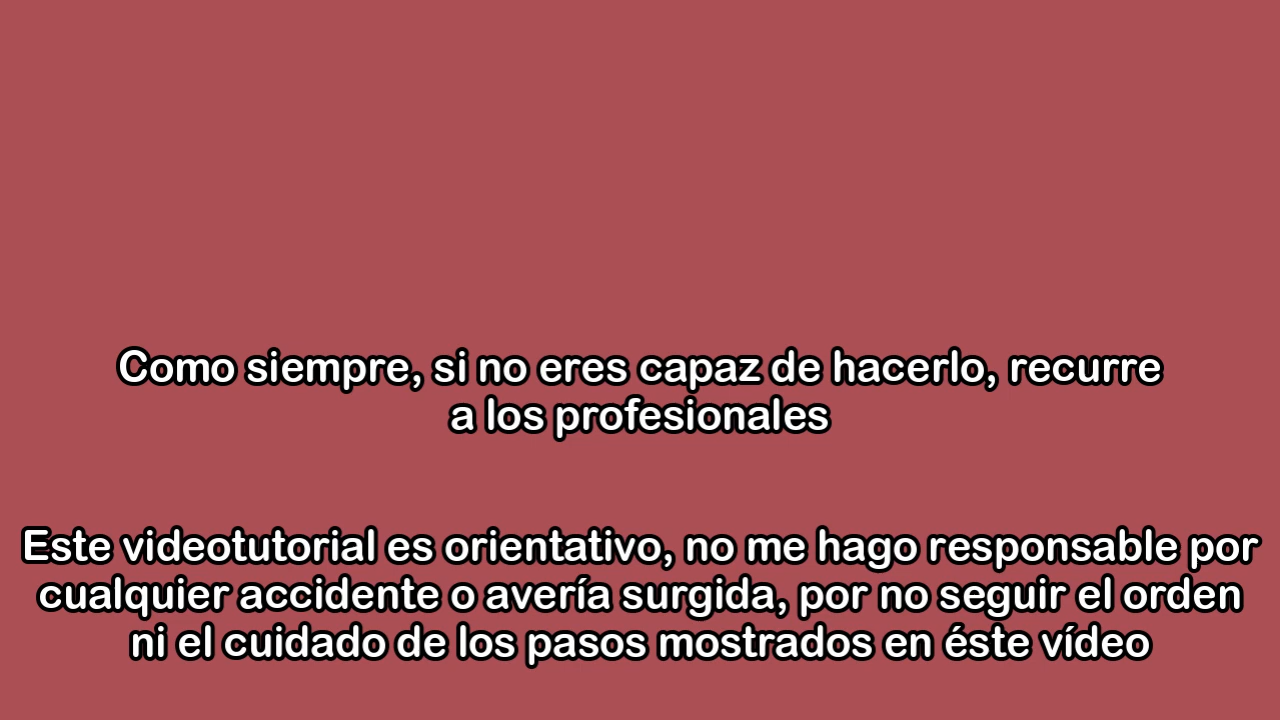 Como siempre, si no eres capaz de hacerlo, recurre
a los profesionales
Este videotutorial es orientativo, no me hago responsable por
cualquier accidente o avería surgida, por no seguir el orden
ni el cuidado de los pasos mostrados en éste vídeo